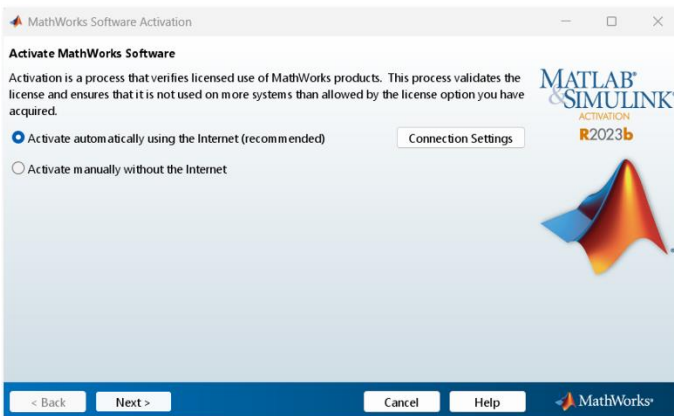 MathWorks Software Activation
Activate MathWorks Software
Activation is a process that verifies licensed use of MathWorks products. This process validates the
license and ensures that it is not used on more systems than allowed by the license option you have
acquired.
Activate automatically using the Internet (recommended)
Connection Settings
Activate manually without the Internet
MATLAB®
&SIMULINK®
ACTIVATION
R2023b
< Back
Next >
Cancel
Help
MathWorks®